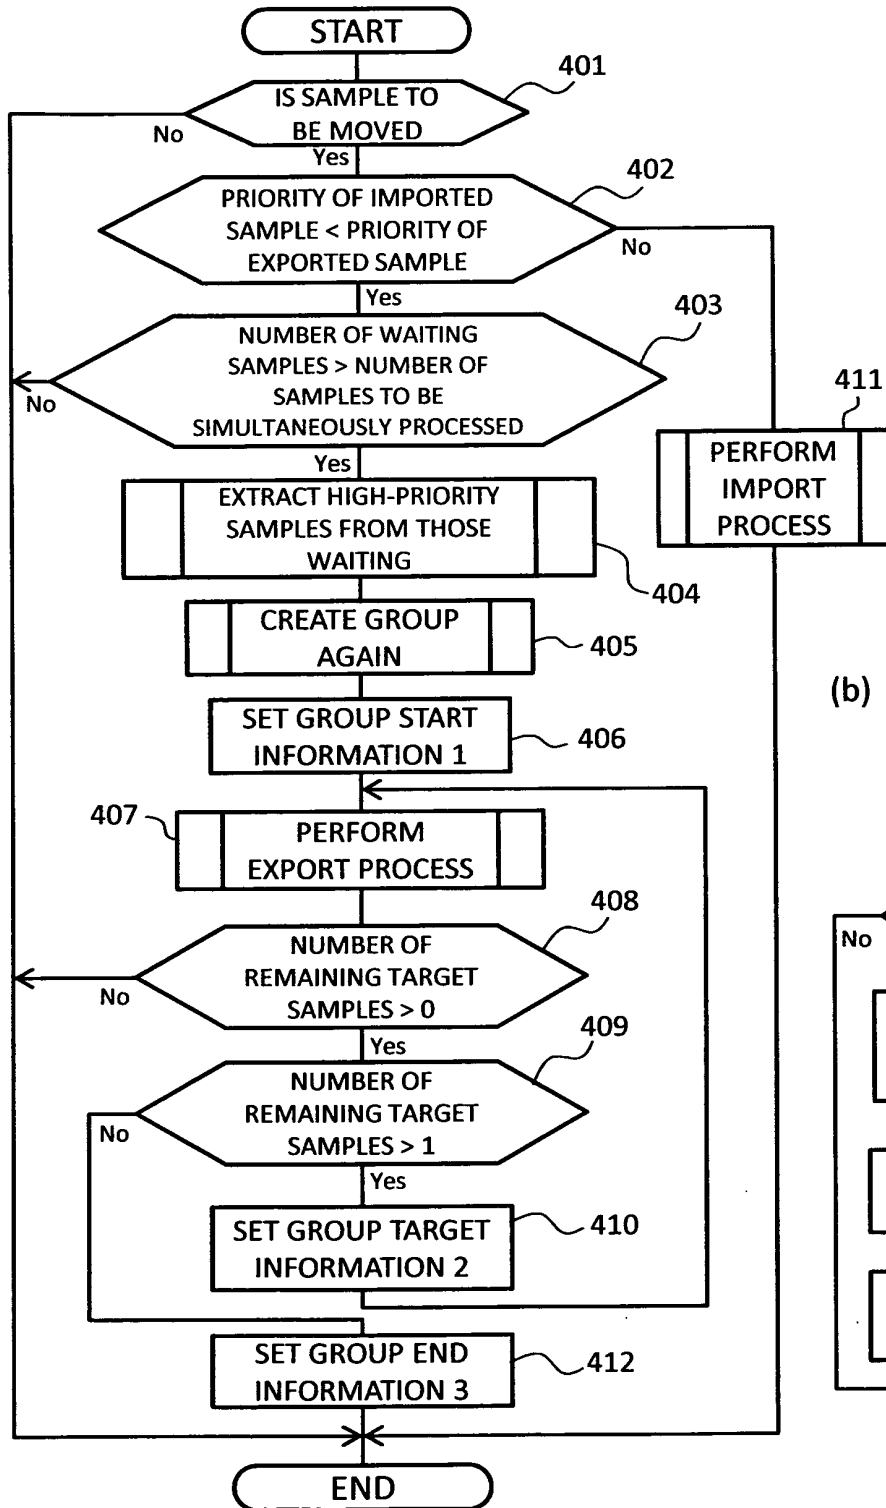 START
401
IS SAMPLE TO
BE MOVED
No
Yes
402
PRIORITY OF IMPORTED
SAMPLE < PRIORITY OF
EXPORTED SAMPLE
No
Yes
403
NUMBER OF WAITING
SAMPLES > NUMBER OF
SAMPLES TO BE
SIMULTANEOUSLY PROCESSED
No
Yes
411
PERFORM
IMPORT
PROCESS
EXTRACT HIGH-PRIORITY
SAMPLES FROM THOSE
WAITING
404
CREATE GROUP
AGAIN
405
(b)
SET GROUP START
INFORMATION 1
406
407
PERFORM
EXPORT PROCESS
408
NUMBER OF
REMAINING TARGET
SAMPLES > 0
No
Yes
No
409
NUMBER OF
REMAINING TARGET
SAMPLES > 1
No
Yes
SET GROUP TARGET
INFORMATION 2
410
SET GROUP END
INFORMATION 3
412
END